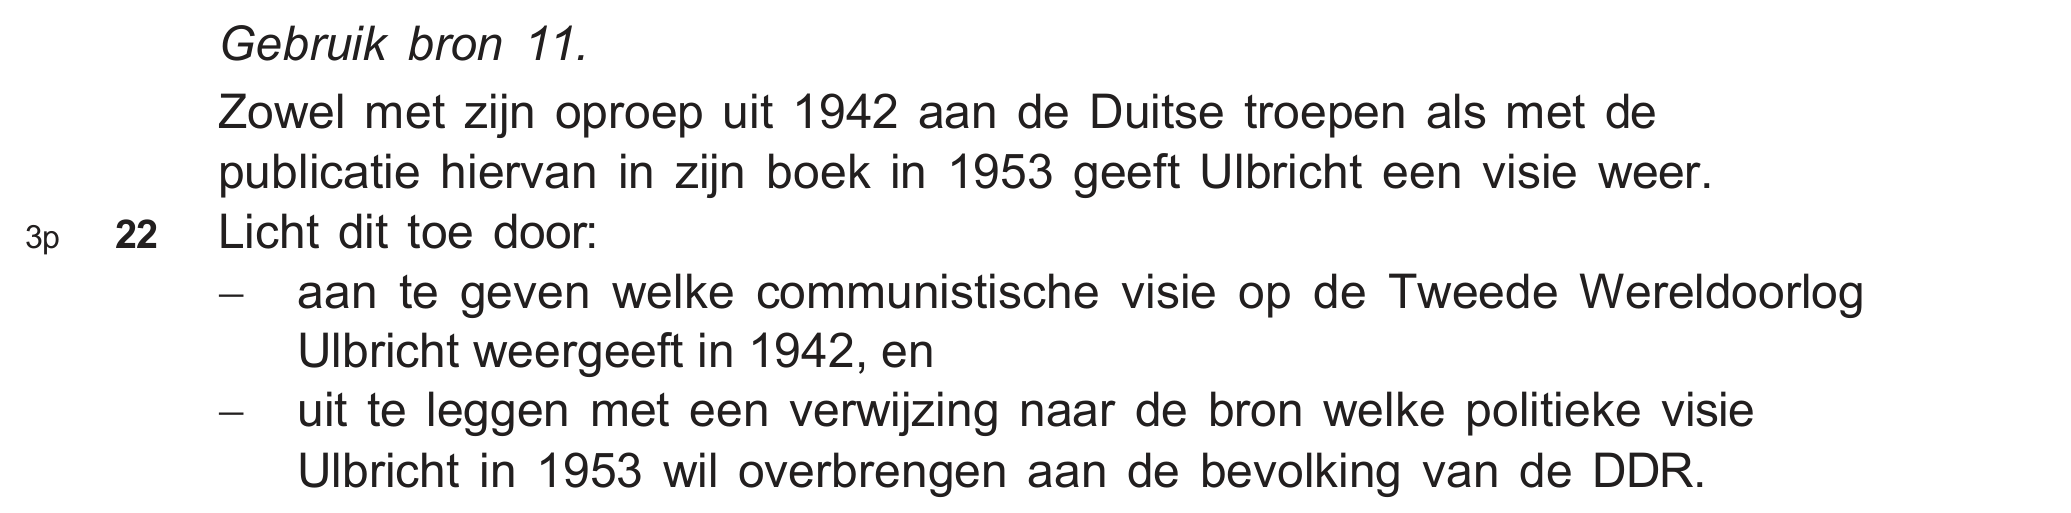 Gebruik bron 11.
Zowel met zijn oproep uit 1942 aan de Duitse troepen als met de
publicatie hiervan in zijn boek in 1953 geeft Ulbricht een visie weer.
3p 22 Licht dit toe door:
– aan te geven welke communistische visie op de Tweede Wereldoorlog
Ulbricht weergeeft in 1942, en
– uit te leggen met een verwijzing naar de bron welke politieke visie
Ulbricht in 1953 wil overbrengen aan de bevolking van de DDR.